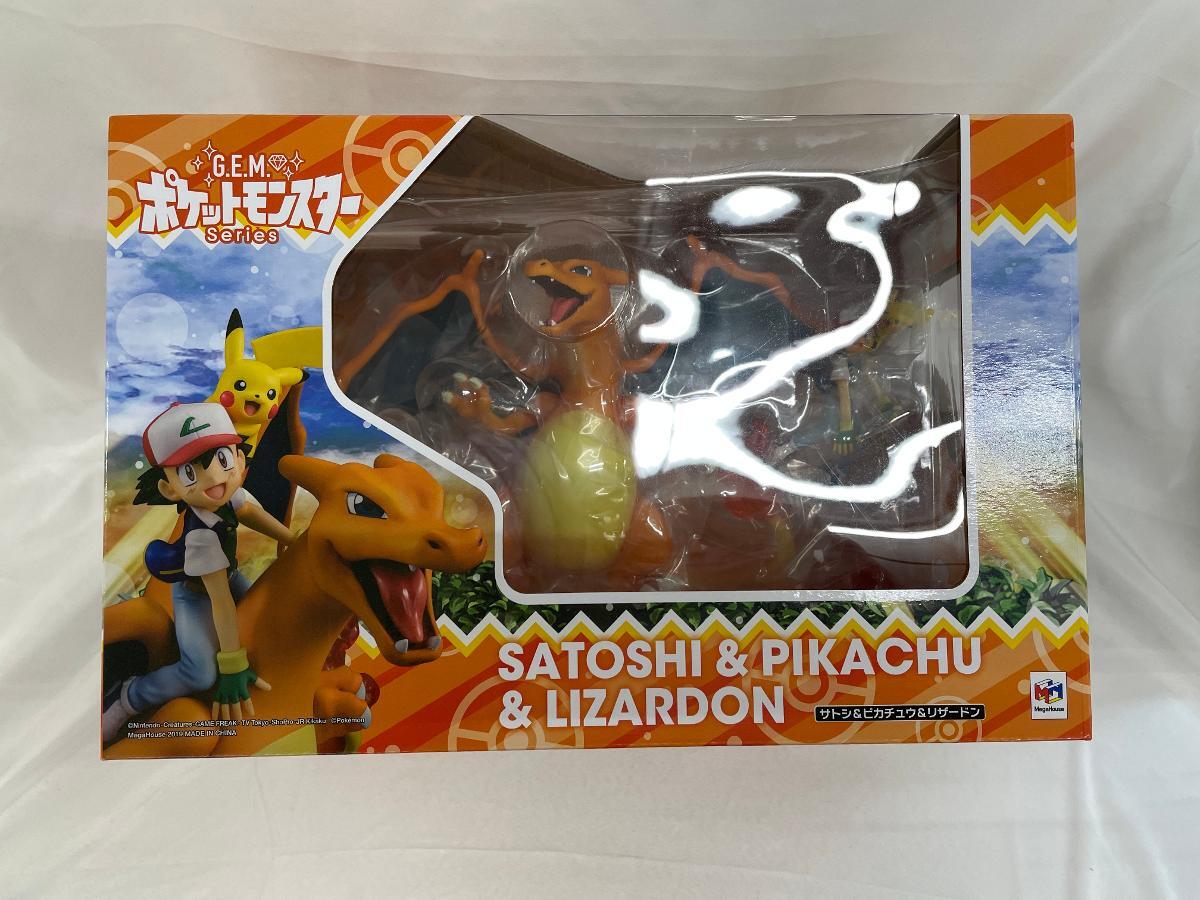 G.E.M.
ポケットモンスター
Series
SATOSHI & PIKACHU
& LIZARDON
サトシ&ピカチュウ&リザードン
MegaHouse
©Nintendo・Creatures・GAME FREAK・TV Tokyo・ShoPro・JR Kikaku ©Pokémon
MegaHouse 2019 MADE IN CHINA